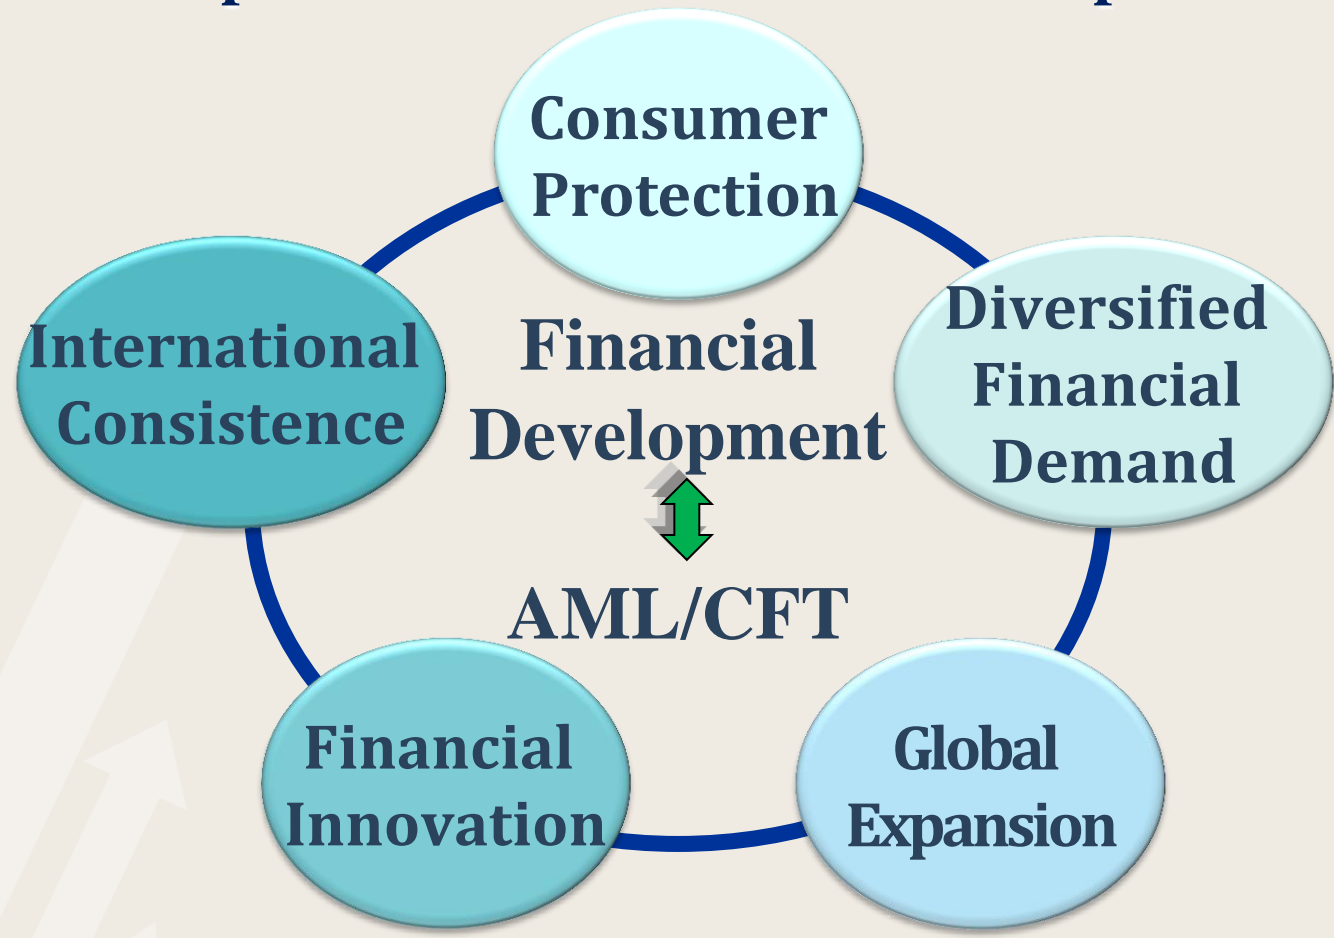 Consumer
Protection
Diversified
Financial
Demand
International
Consistence
Financial
Development
AML/CFT
Financial
Innovation
Global
Expansion